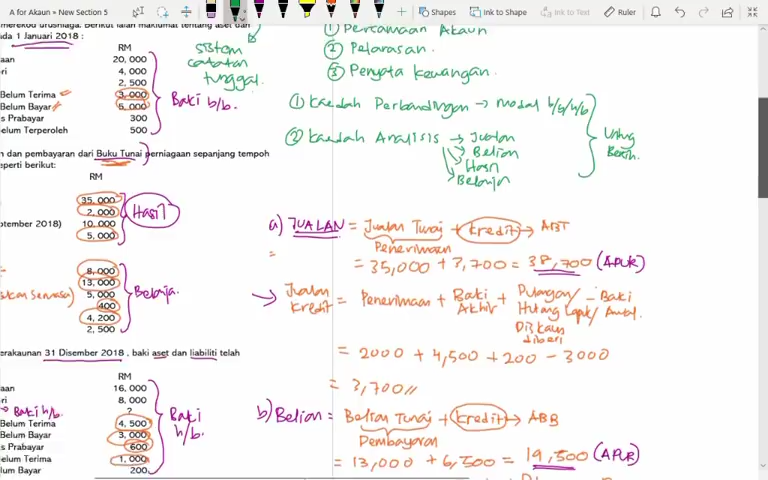 A for Akaun » New Section 5
Shapes
Ink to Shape
Ink to Text
Ruler
merekod urusniaga. Berikut ialah maklumat tentang aset dan
ada 1 Januari 2018 :
RM
aan 20, 000
ri 4, 000
2, 500
Belum Terima 3, 000
Belum Bayar 5, 000
s Prabayar 300
elum Terperoleh 500
Baki b/b.
sistem
catatan
tunggal
① Percamaan Akaun
② Pelarasan.
③ Penyata kewangan.
① Kaedah Perbandingan → modal b/b, h/b
② Kaedah Analisis → Jualan
Belian
Hasil
Belanja
Untung
Bersih.
n dan pembayaran dari Buku Tunai perniagaan sepanjang tempoh
eperti berikut:
RM
35, 000
2, 000
ptember 2018) 10, 000
5, 000
Hasil
8, 000
13, 000
5, 000
400
4, 200
2, 500
Belanja.
a) JUALAN = Jualan Tunai + Kredit → ABT
Penerimaan
=
= 35,000 + 3,700 = 38,700 (APUR)
→ Jualan Kredit = Penerimaan + Baki Akhir + Pulangan/ Hutang Lapuk/ Diskaun diberi − Baki Awal.
= 2000 + 4,500 + 200 − 3000
= 3,700 //
erakaunan 31 Disember 2018 , baki aset dan liabiliti telah
RM
aan 16, 000
ri 8, 000
Baki h/b. ?
Belum Terima 4, 500
Belum Bayar 3, 000
s Prabayar 600
elum Terima 1, 000
lum Bayar 200
Baki
h/b.
b) Belian = Belian Tunai + Kredit → ABB
Pembayaran
= 13,000 + 6,500 = 19,500 (APUR)